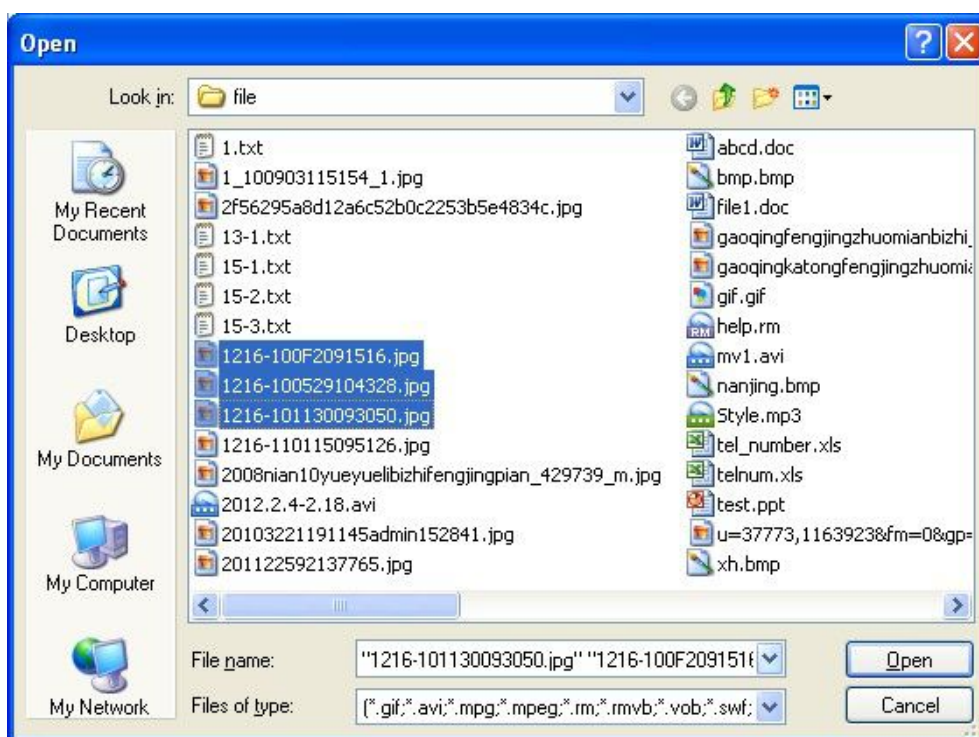 Open
Look in:
file
My Recent
Documents
Desktop
My Documents
My Computer
My Network
1.txt
1_100903115154_1.jpg
2f56295a8d12a6c52b0c2253b5e4834c.jpg
13-1.txt
15-1.txt
15-2.txt
15-3.txt
1216-100F2091516.jpg
1216-100529104328.jpg
1216-101130093050.jpg
1216-110115095126.jpg
2008nian10yueyuelibizhifengjingpian_429739_m.jpg
2012.2.4-2.18.avi
20103221191145admin152841.jpg
201122592137765.jpg
abcd.doc
bmp.bmp
file1.doc
gaoqingfengjingzhuomianbizhi_
gaoqingkatongfengjingzhuomia
gif.gif
help.rm
mv1.avi
nanjing.bmp
Style.mp3
tel_number.xls
telnum.xls
test.ppt
u=37773,1163923&fm=0&gp=
xh.bmp
File name:
"1216-101130093050.jpg" "1216-100F2091516
Open
Files of type:
(*.gif;*.avi;*.mpg;*.mpeg;*.rm;*.rmvb;*.vob;*.swf;
Cancel